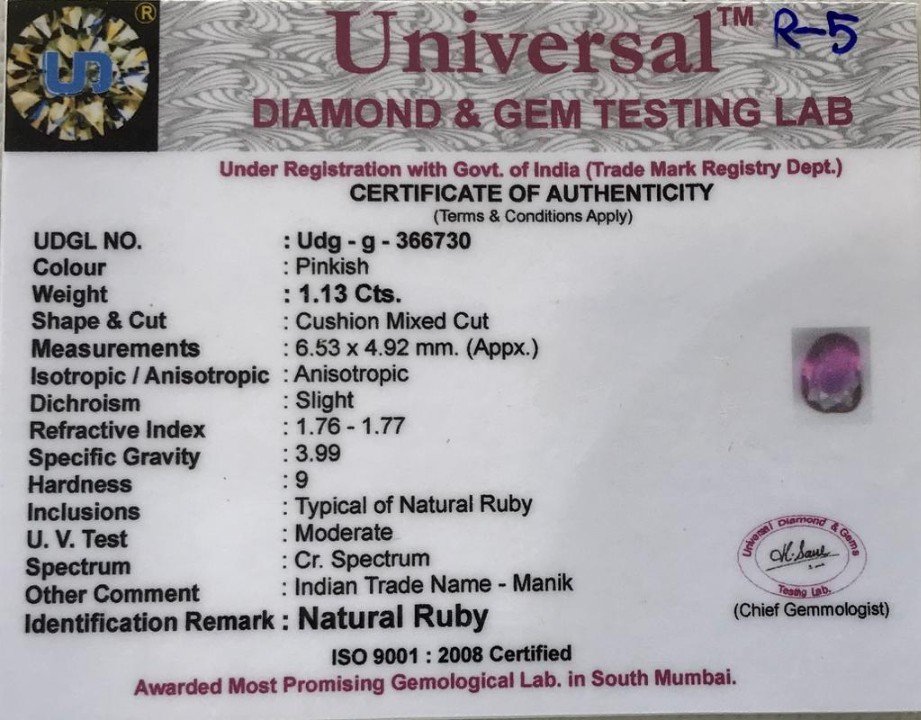 ®
UD
Universal™ R-5
DIAMOND & GEM TESTING LAB
Under Registration with Govt. of India (Trade Mark Registry Dept.)
CERTIFICATE OF AUTHENTICITY
(Terms & Conditions Apply)
UDGL NO. : Udg - g - 366730
Colour : Pinkish
Weight : 1.13 Cts.
Shape & Cut : Cushion Mixed Cut
Measurements : 6.53 x 4.92 mm. (Appx.)
Isotropic / Anisotropic : Anisotropic
Dichroism : Slight
Refractive Index : 1.76 - 1.77
Specific Gravity : 3.99
Hardness : 9
Inclusions : Typical of Natural Ruby
U. V. Test : Moderate
Spectrum : Cr. Spectrum
Other Comment : Indian Trade Name - Manik
Identification Remark : Natural Ruby
Universal Diamond & Gems
Testing Lab.
(Chief Gemmologist)
ISO 9001 : 2008 Certified
Awarded Most Promising Gemological Lab. in South Mumbai.